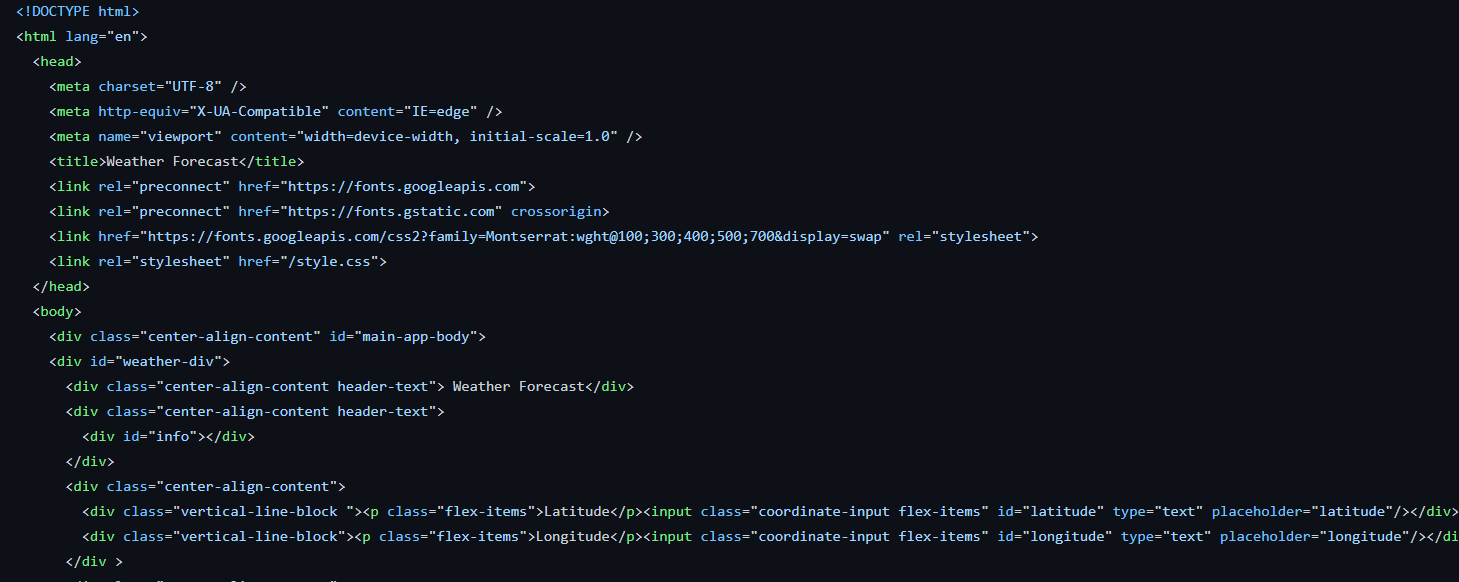 <!DOCTYPE html>
<html lang="en">
<head>
<meta charset="UTF-8" />
<meta http-equiv="X-UA-Compatible" content="IE=edge" />
<meta name="viewport" content="width=device-width, initial-scale=1.0" />
<title>Weather Forecast</title>
<link rel="preconnect" href="https://fonts.googleapis.com">
<link rel="preconnect" href="https://fonts.gstatic.com" crossorigin>
<link href="https://fonts.googleapis.com/css2?family=Montserrat:wght@100;300;400;500;700&display=swap" rel="stylesheet">
<link rel="stylesheet" href="/style.css">
</head>
<body>
<div class="center-align-content" id="main-app-body">
<div id="weather-div">
<div class="center-align-content header-text"> Weather Forecast</div>
<div class="center-align-content header-text">
<div id="info"></div>
</div>
<div class="center-align-content">
<div class="vertical-line-block "><p class="flex-items">Latitude</p><input class="coordinate-input flex-items" id="latitude" type="text" placeholder="latitude"/></div>
<div class="vertical-line-block"><p class="flex-items">Longitude</p><input class="coordinate-input flex-items" id="longitude" type="text" placeholder="longitude"/></di
</div >